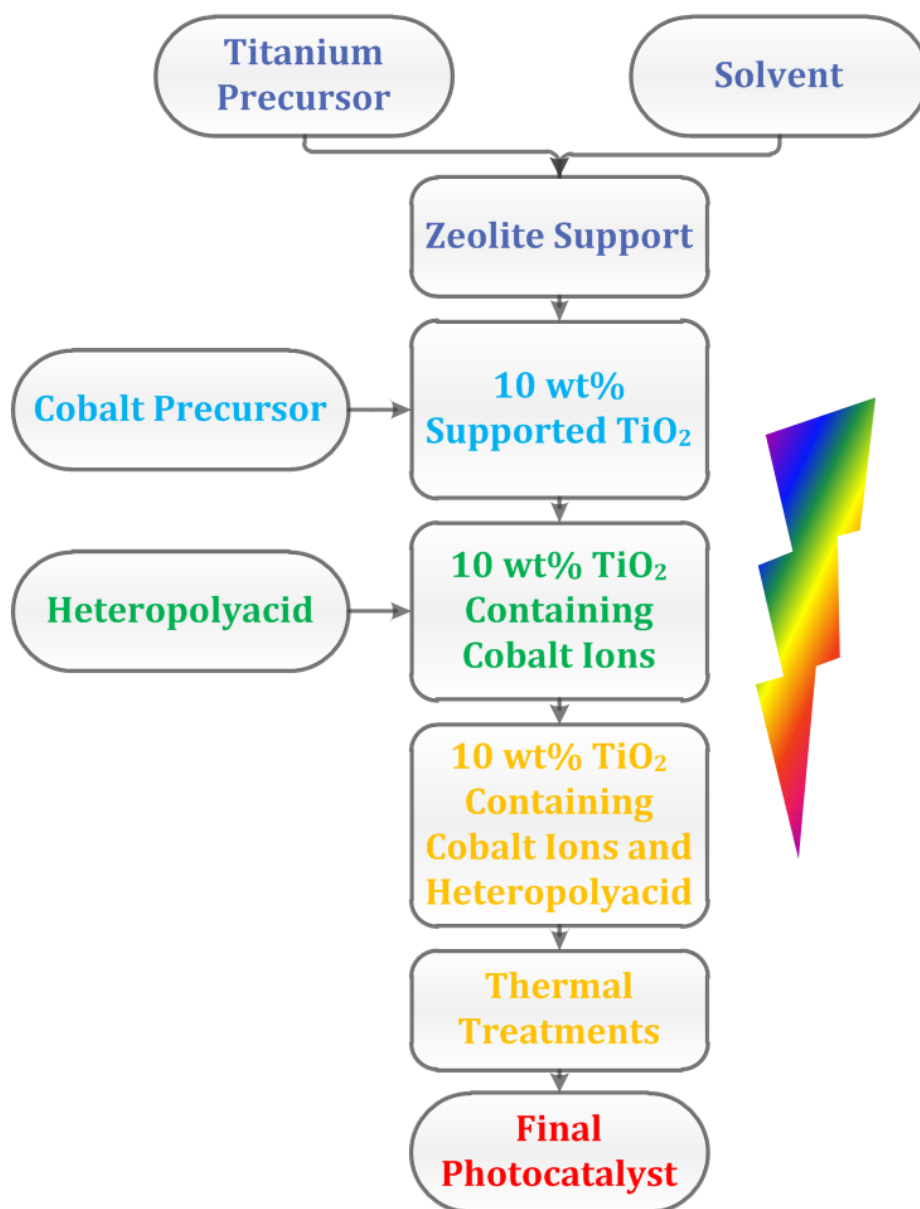 Titanium
Precursor
Solvent
Zeolite Support
Cobalt Precursor
10 wt%
Supported TiO₂
Heteropolyacid
10 wt% TiO₂
Containing
Cobalt Ions
10 wt% TiO₂
Containing
Cobalt Ions and
Heteropolyacid
Thermal
Treatments
Final
Photocatalyst